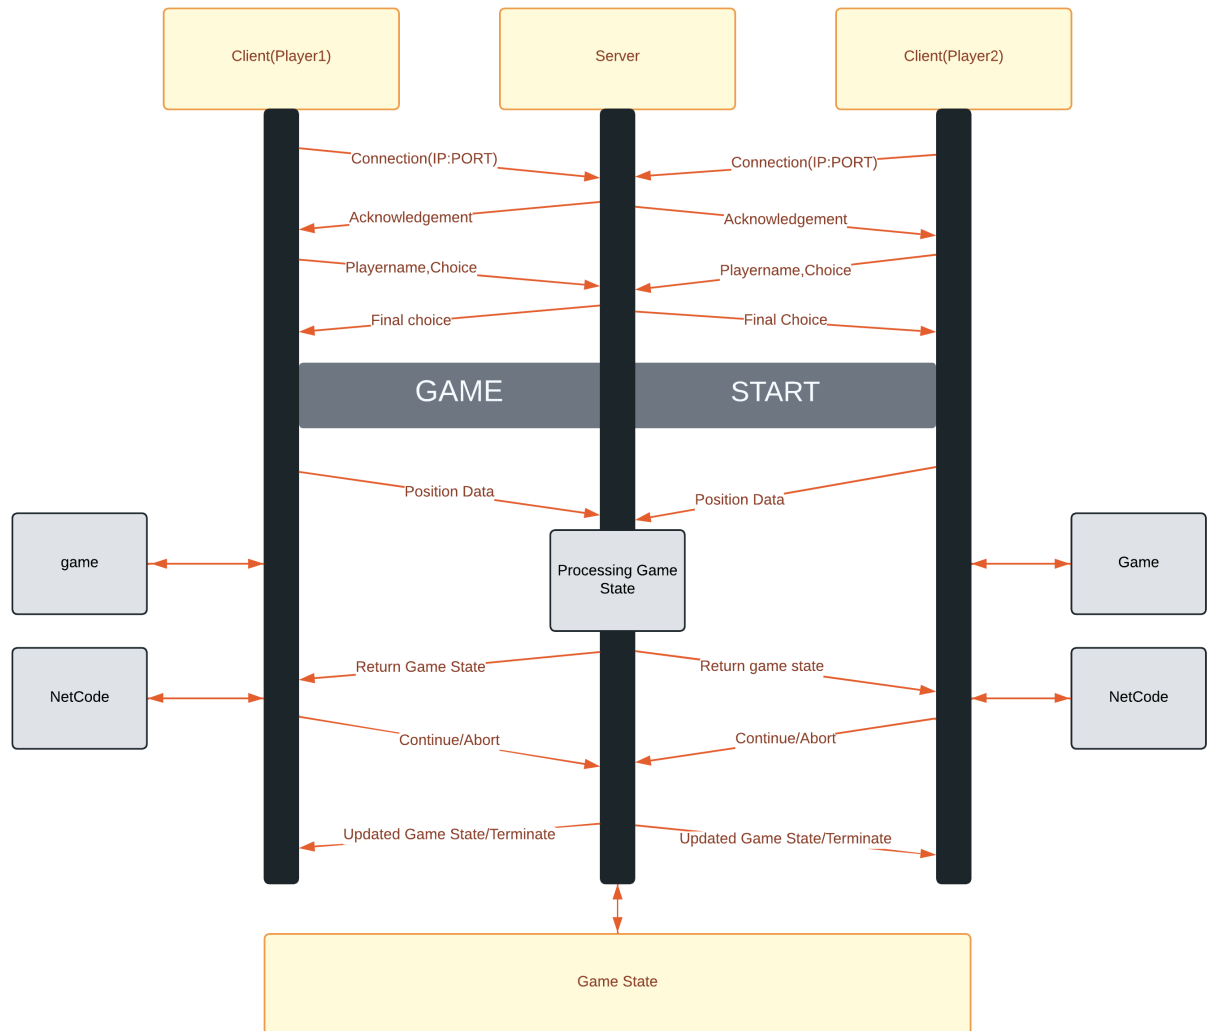 Client(Player1)
Server
Client(Player2)
Connection(IP:PORT)
Connection(IP:PORT)
Acknowledgement
Acknowledgement
Playername,Choice
Playername,Choice
Final choice
Final Choice
GAME
START
Position Data
Position Data
game
Processing Game
State
Game
Return Game State
Return game state
NetCode
NetCode
Continue/Abort
Continue/Abort
Updated Game State/Terminate
Updated Game State/Terminate
Game State